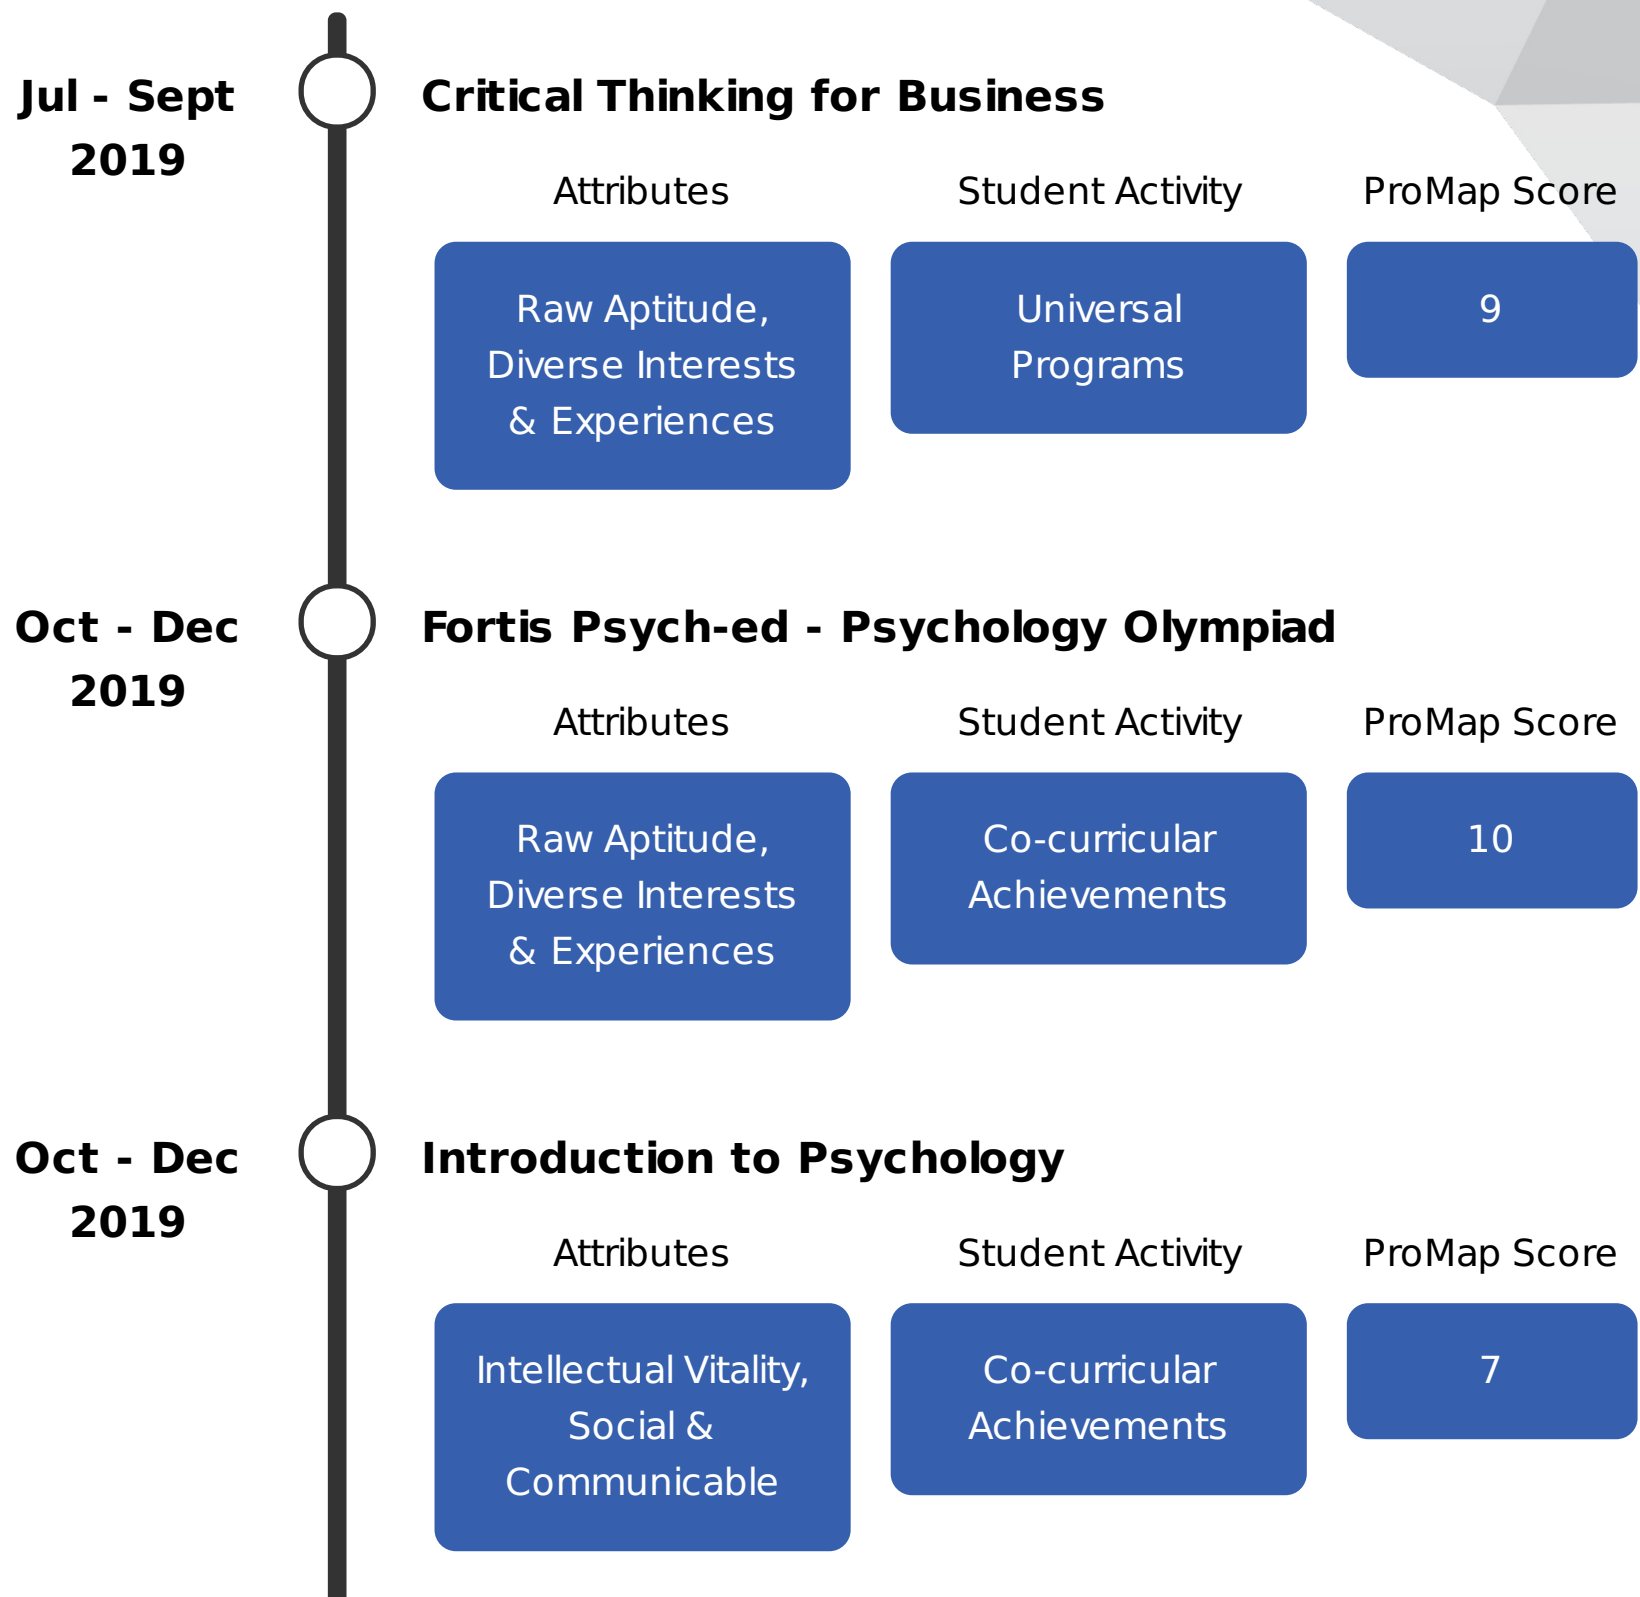 Jul - Sept
2019
Critical Thinking for Business
Attributes
Student Activity
ProMap Score
Raw Aptitude,
Diverse Interests
& Experiences
Universal
Programs
9
Oct - Dec
2019
Fortis Psych-ed - Psychology Olympiad
Attributes
Student Activity
ProMap Score
Raw Aptitude,
Diverse Interests
& Experiences
Co-curricular
Achievements
10
Oct - Dec
2019
Introduction to Psychology
Attributes
Student Activity
ProMap Score
Intellectual Vitality,
Social &
Communicable
Co-curricular
Achievements
7